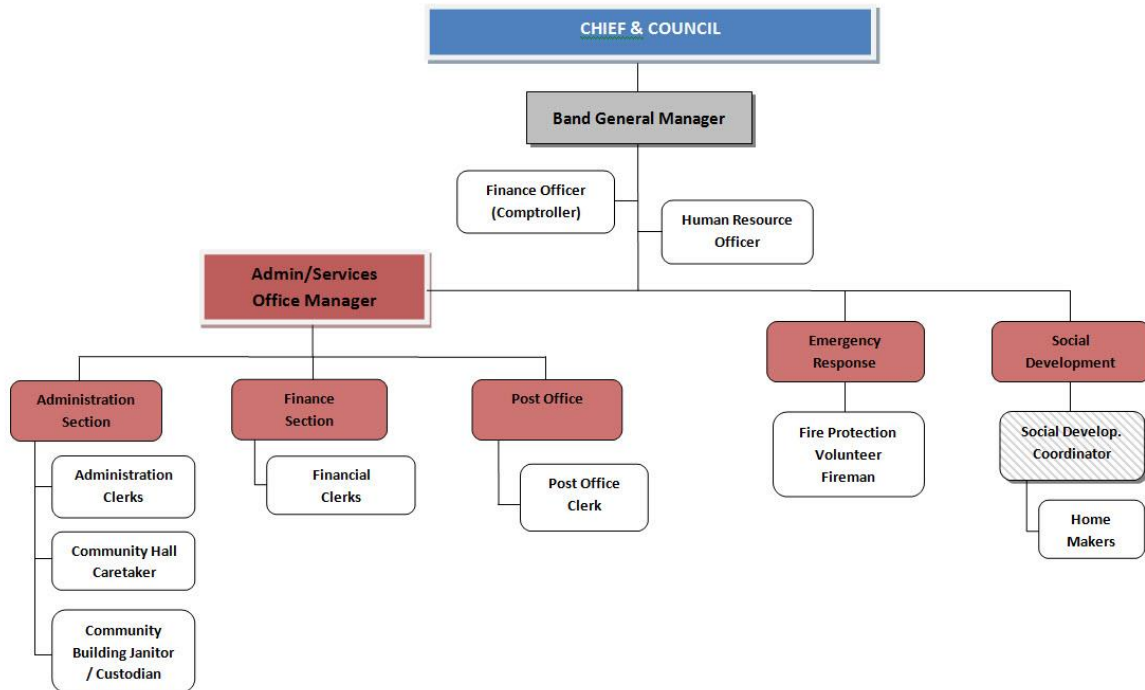 CHIEF & COUNCIL
Band General Manager
Finance Officer
(Comptroller)
Human Resource
Officer
Admin/Services
Office Manager
Emergency
Response
Social
Development
Administration
Section
Finance
Section
Post Office
Fire Protection
Volunteer
Fireman
Social Develop.
Coordinator
Administration
Clerks
Financial
Clerks
Post Office
Clerk
Home
Makers
Community Hall
Caretaker
Community
Building Janitor
/ Custodian